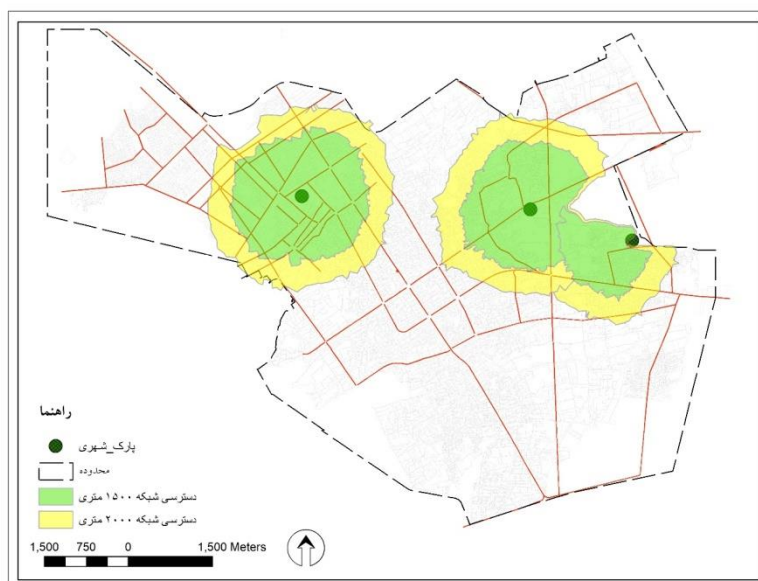 راهنما
پارک_شهری
محدوده
دسترسی شبکه ۱۵۰۰ متری
دسترسی شبکه ۲۰۰۰ متری
1,500 750 0 1,500 Meters